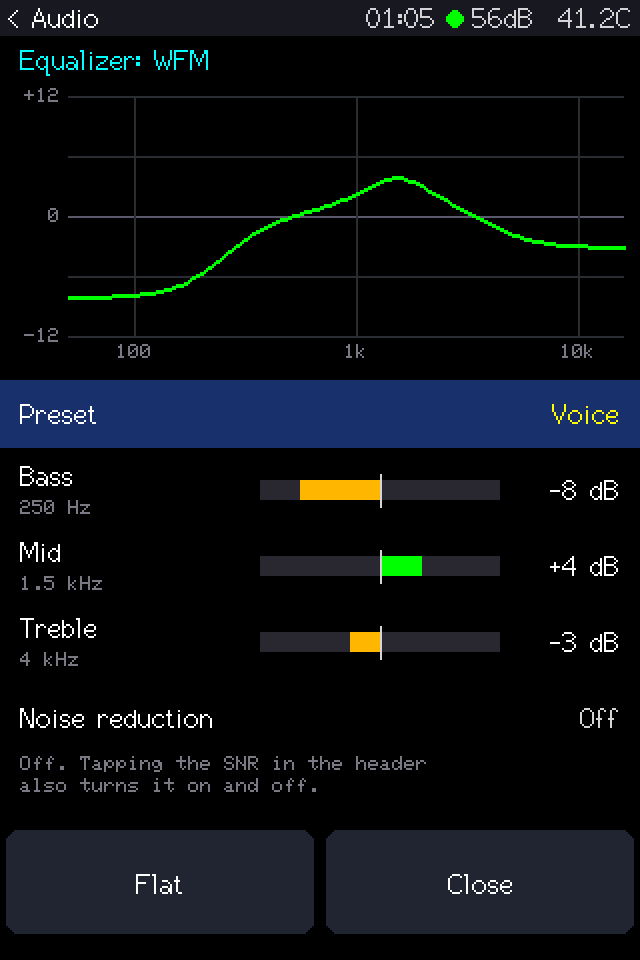 < Audio 01:05 56dB 41.2C
Equalizer: WFM
+12
0
-12
100 1k 10k
Preset Voice
Bass -8 dB
250 Hz
Mid +4 dB
1.5 kHz
Treble -3 dB
4 kHz
Noise reduction Off
Off. Tapping the SNR in the header
also turns it on and off.
Flat Close